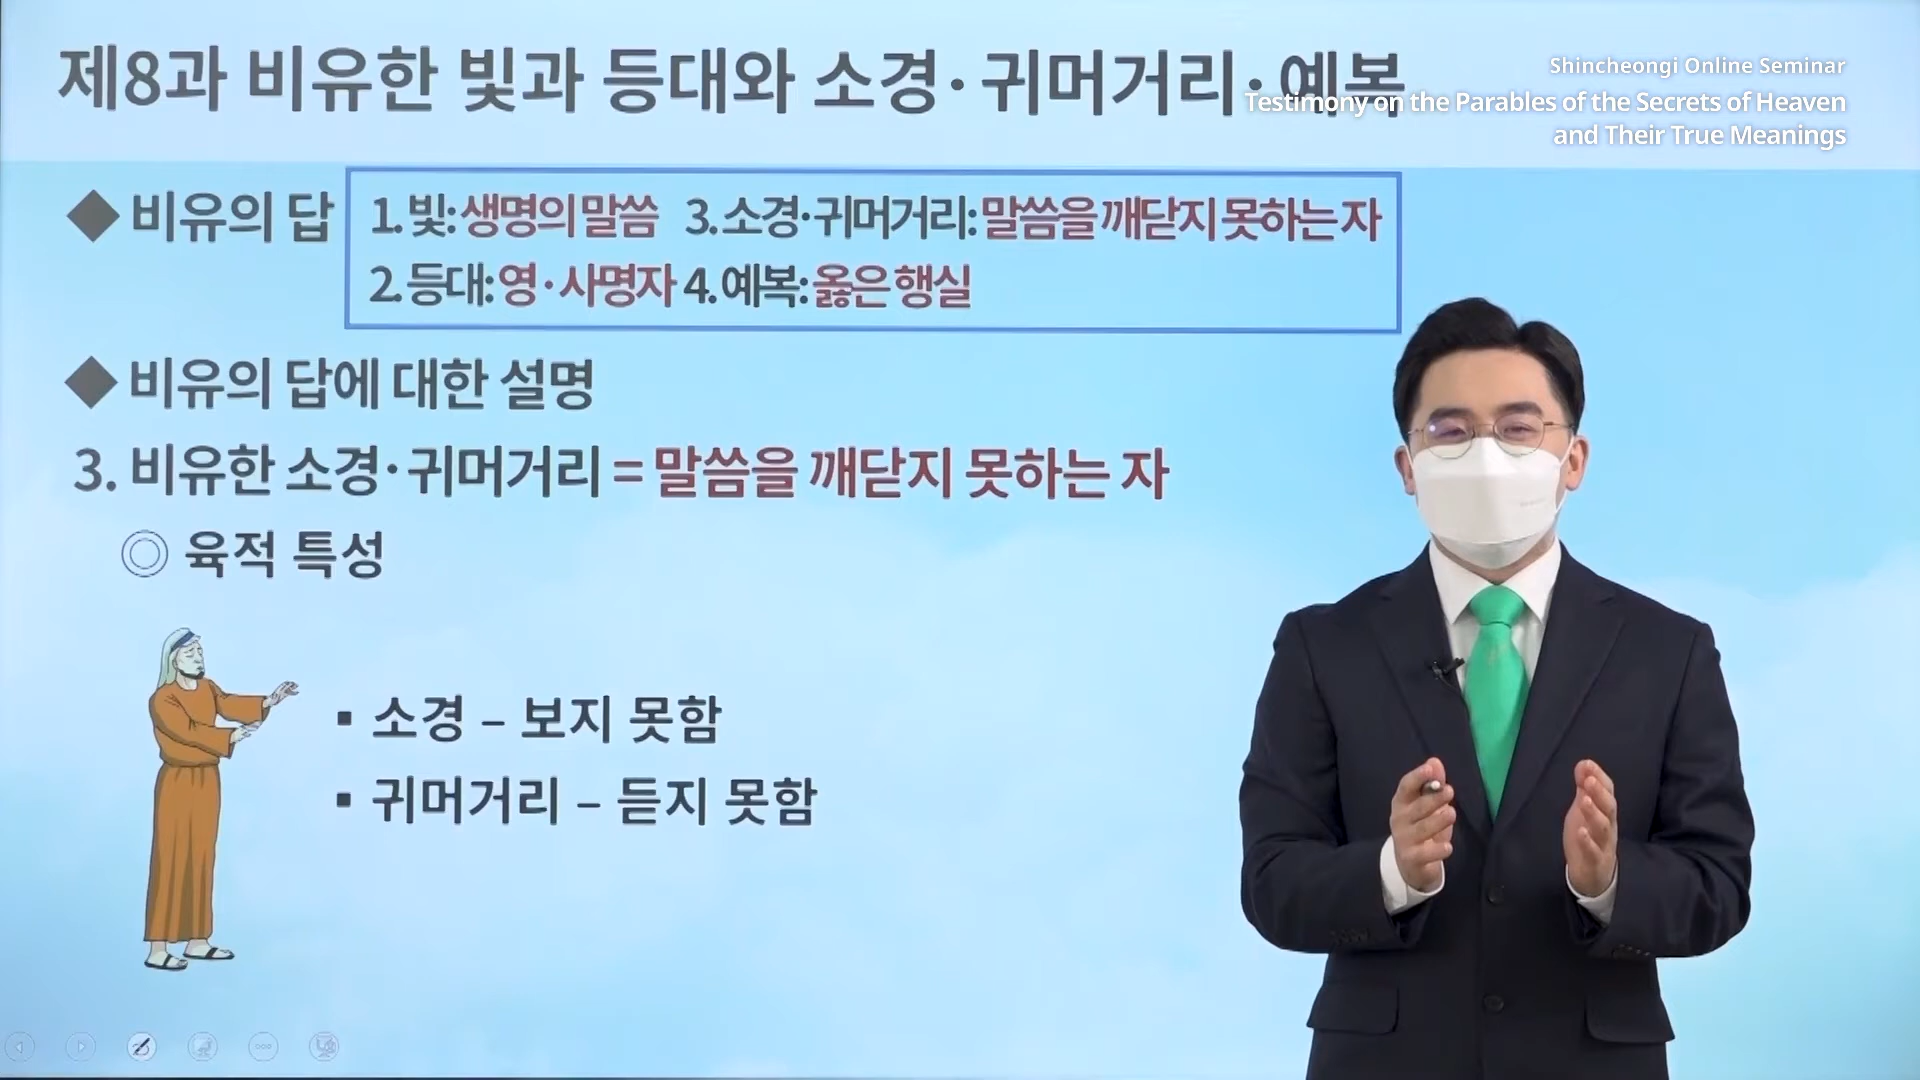 제8과 비유한 빛과 등대와 소경·귀머거리·예복
Shincheongi Online Seminar
Testimony on the Parables of the Secrets of Heaven
and Their True Meanings
◆ 비유의 답
1. 빛: 생명의 말씀 3. 소경·귀머거리: 말씀을 깨닫지 못하는 자
2. 등대: 영·사명자 4. 예복: 옳은 행실
◆ 비유의 답에 대한 설명
3. 비유한 소경·귀머거리 = 말씀을 깨닫지 못하는 자
◎ 육적 특성
▪ 소경 – 보지 못함
▪ 귀머거리 – 듣지 못함